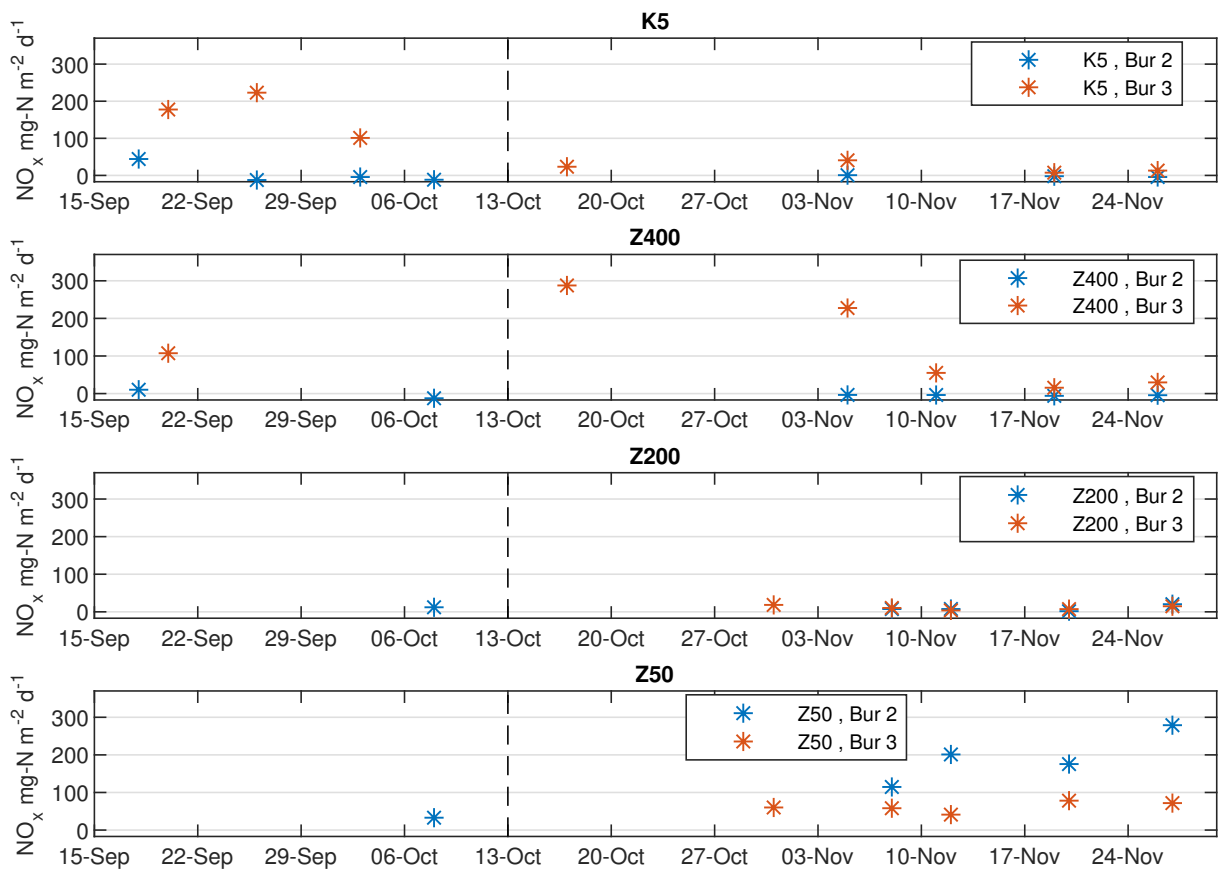 K5
NOₓ mg-N m⁻² d⁻¹
300
200
100
0
K5 , Bur 2
K5 , Bur 3
15-Sep 22-Sep 29-Sep 06-Oct 13-Oct 20-Oct 27-Oct 03-Nov 10-Nov 17-Nov 24-Nov
Z400
NOₓ mg-N m⁻² d⁻¹
300
200
100
0
Z400 , Bur 2
Z400 , Bur 3
15-Sep 22-Sep 29-Sep 06-Oct 13-Oct 20-Oct 27-Oct 03-Nov 10-Nov 17-Nov 24-Nov
Z200
NOₓ mg-N m⁻² d⁻¹
300
200
100
0
Z200 , Bur 2
Z200 , Bur 3
15-Sep 22-Sep 29-Sep 06-Oct 13-Oct 20-Oct 27-Oct 03-Nov 10-Nov 17-Nov 24-Nov
Z50
NOₓ mg-N m⁻² d⁻¹
300
200
100
0
Z50 , Bur 2
Z50 , Bur 3
15-Sep 22-Sep 29-Sep 06-Oct 13-Oct 20-Oct 27-Oct 03-Nov 10-Nov 17-Nov 24-Nov